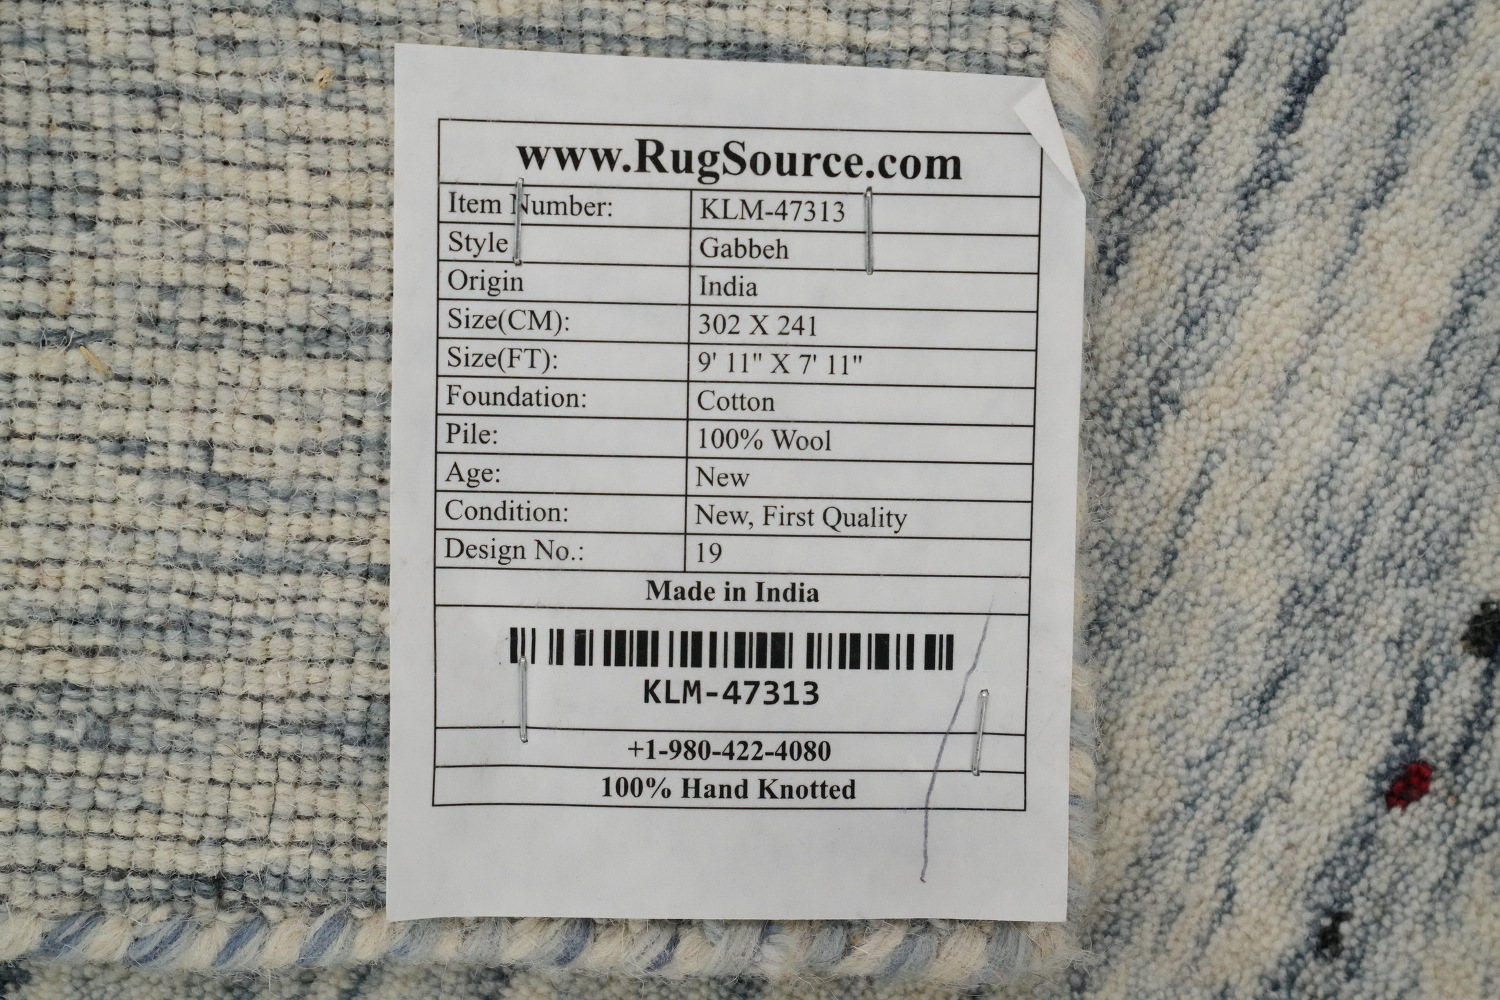 www.RugSource.com
Item Number: KLM-47313
Style Gabbeh
Origin India
Size(CM): 302 X 241
Size(FT): 9' 11" X 7' 11"
Foundation: Cotton
Pile: 100% Wool
Age: New
Condition: New, First Quality
Design No.: 19
Made in India
KLM-47313
+1-980-422-4080
100% Hand Knotted